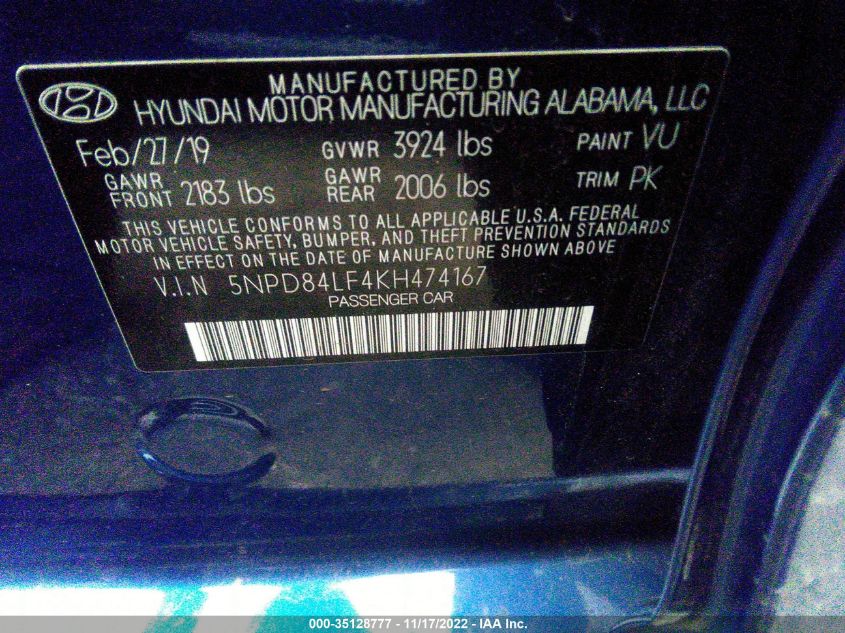 MANUFACTURED BY
HYUNDAI MOTOR MANUFACTURING ALABAMA, LLC
Feb/27/19 GVWR 3924 lbs PAINT VU
GAWR FRONT 2183 lbs GAWR REAR 2006 lbs TRIM PK
THIS VEHICLE CONFORMS TO ALL APPLICABLE U.S.A. FEDERAL
MOTOR VEHICLE SAFETY, BUMPER, AND THEFT PREVENTION STANDARDS
IN EFFECT ON THE DATE OF MANUFACTURE SHOWN ABOVE
V.I.N 5NPD84LF4KH474167
PASSENGER CAR
000-35128777 - 11/17/2022 - IAA Inc.